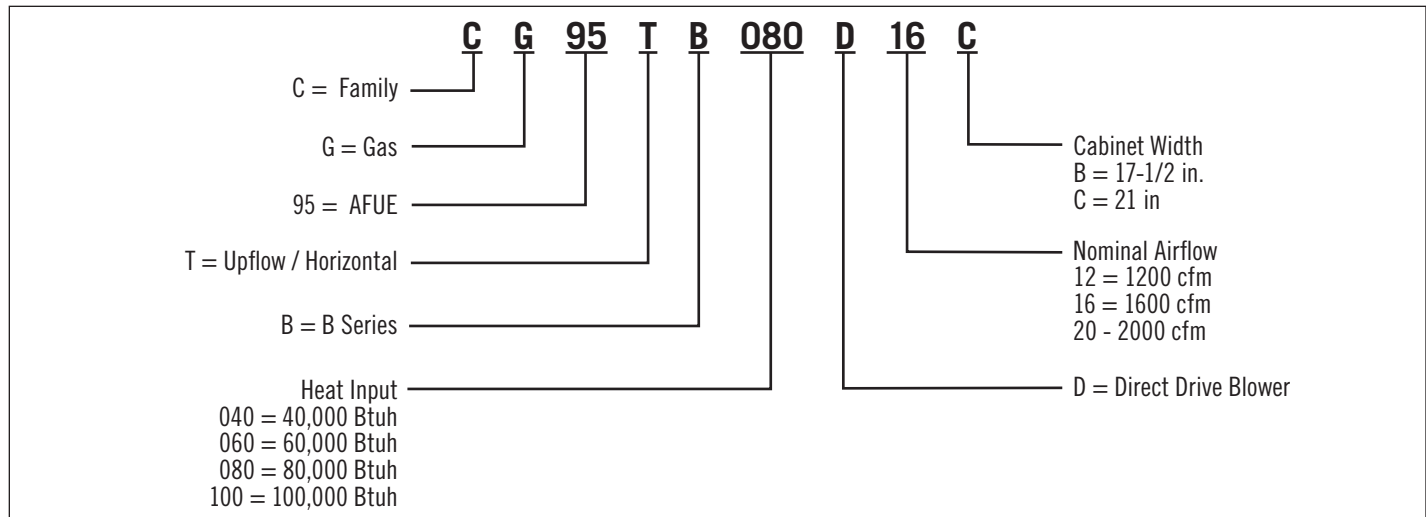 C G 95 T B 080 D 16 C
C = Family
G = Gas
95 = AFUE
T = Upflow / Horizontal
B = B Series
Heat Input
040 = 40,000 Btuh
060 = 60,000 Btuh
080 = 80,000 Btuh
100 = 100,000 Btuh
Cabinet Width
B = 17-1/2 in.
C = 21 in
Nominal Airflow
12 = 1200 cfm
16 = 1600 cfm
20 - 2000 cfm
D = Direct Drive Blower